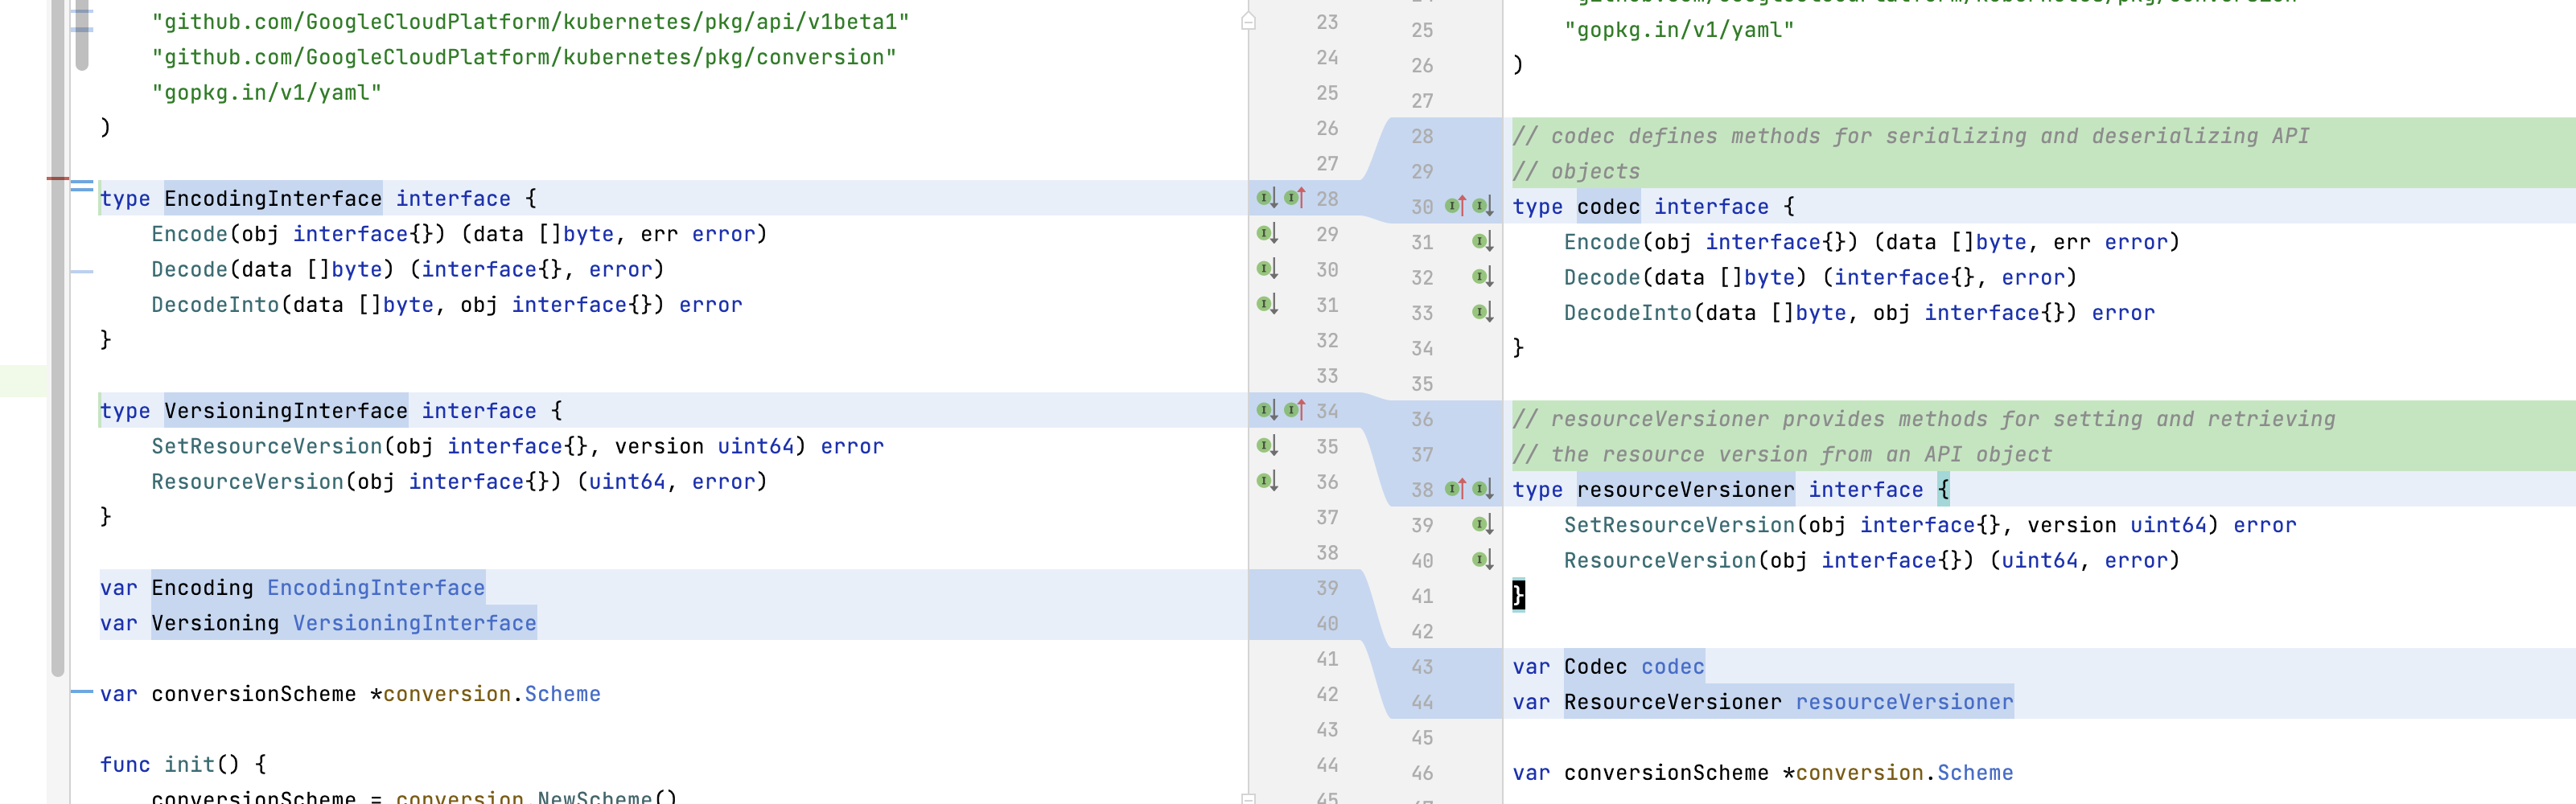 "github.com/GoogleCloudPlatform/kubernetes/pkg/api/v1beta1"
"github.com/GoogleCloudPlatform/kubernetes/pkg/conversion"
"gopkg.in/v1/yaml"
)
type EncodingInterface interface {
Encode(obj interface{}) (data []byte, err error)
Decode(data []byte) (interface{}, error)
DecodeInto(data []byte, obj interface{}) error
}
type VersioningInterface interface {
SetResourceVersion(obj interface{}, version uint64) error
ResourceVersion(obj interface{}) (uint64, error)
}
var Encoding EncodingInterface
var Versioning VersioningInterface
var conversionScheme *conversion.Scheme
func init() {
conversionScheme = conversion.NewScheme()
23
24
25
26
27
28
29
30
31
32
33
34
35
36
37
38
39
40
41
42
43
44
45
25
26
27
28
29
30
31
32
33
34
35
36
37
38
39
40
41
42
43
44
45
46
"gopkg.in/v1/yaml"
)
// codec defines methods for serializing and deserializing API
// objects
type codec interface {
Encode(obj interface{}) (data []byte, err error)
Decode(data []byte) (interface{}, error)
DecodeInto(data []byte, obj interface{}) error
}
// resourceVersioner provides methods for setting and retrieving
// the resource version from an API object
type resourceVersioner interface {
SetResourceVersion(obj interface{}, version uint64) error
ResourceVersion(obj interface{}) (uint64, error)
}
var Codec codec
var ResourceVersioner resourceVersioner
var conversionScheme *conversion.Scheme